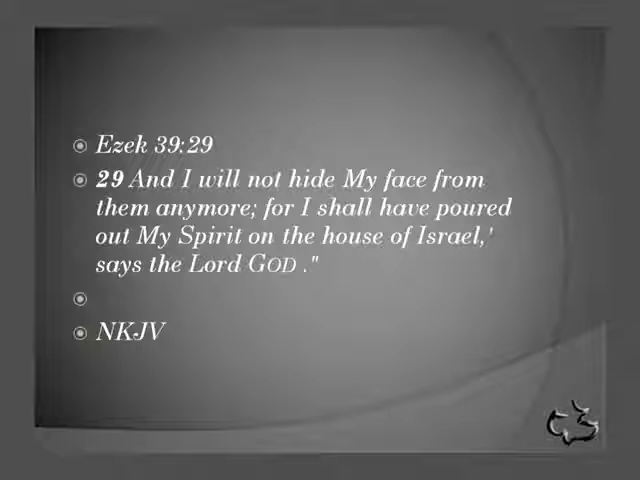 Ezek 39:29
29 And I will not hide My face from
them anymore; for I shall have poured
out My Spirit on the house of Israel,'
says the Lord GOD ."
NKJV